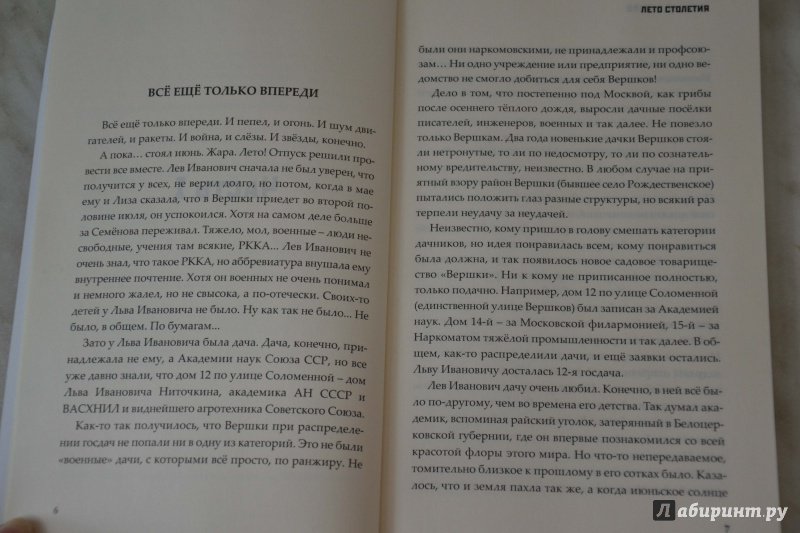 ВСЁ ЕЩЁ ТОЛЬКО ВПЕРЕДИ
Всё ещё только впереди. И пепел, и огонь. И шум дви-
гателей, и ракеты. И война, и слёзы. И звёзды, конечно.
А пока… стоял июнь. Жара. Лето! Отпуск решили про-
вести все вместе. Лев Иванович сначала не был уверен, что
получится у всех, не верил долго, но потом, когда в мае
ему и Лиза сказала, что в Вершки приедет во второй
половине июля, он успокоился. Хотя на самом деле больше
за Семёнова переживал. Тяжело, мол, военные – люди не-
свободные, учения там всякие, РККА... Лев Иванович не
очень знал, что такое РККА, но аббревиатура внушала ему
внутреннее почтение. Хотя он военных не очень понимал
и немного жалел, но не свысока, а по-отечески. Своих-то
детей у Льва Ивановича не было. Ну как так не было... Не
было, в общем. По бумагам...
Зато у Льва Ивановича была дача. Дача, конечно, при-
надлежала не ему, а Академии наук Союза ССР, но все
уже давно знали, что дом 12 по улице Соломенной – дом
Льва Ивановича Ниточкина, академика АН СССР и
ВАСХНИЛ и виднейшего агротехника Советского Союза.
Как-то так получилось, что Вершки при распределе-
нии госдач не попали ни в одну из категорий. Это не были
«военные» дачи, с которыми всё просто, по ранжиру. Не
6
ЛЕТО СТОЛЕТИЯ
были они наркомовскими, не принадлежали и профсою-
зам… Ни одно учреждение или предприятие, ни одно ве-
домство не смогло добиться для себя Вершков!
Дело в том, что постепенно под Москвой, как грибы
после осеннего тёплого дождя, выросли дачные посёлки
писателей, инженеров, военных и так далее. Не повезло
только Вершкам. Два года новенькие дачки Вершков стоя-
ли нетронутые, то ли по недосмотру, то ли по сознатель-
ному вредительству, неизвестно. В любом случае на при-
ятный взору район Вершки (бывшее село Рождественское)
пытались положить глаз разные структуры, но всякий раз
терпели неудачу за неудачей.
Неизвестно, кому пришло в голову смешать категории
дачников, но идея понравилась всем, кому понравиться
была должна, и так появилось новое садовое товарище-
ство «Вершки». Ни к кому не приписанное полностью,
только подачно. Например, дом 12 по улице Соломенной
(единственной улице Вершков) был записан за Академией
наук. Дом 14-й – за Московской филармонией, 15-й – за
Наркоматом тяжёлой промышленности и так далее. В об-
щем, как-то распределили дачи, и ещё заявки остались.
Льву Ивановичу досталась 12-я госдача.
Лев Иванович дачу очень любил. Конечно, в ней всё бы-
ло по-другому, чем во времена его детства. Так думал ака-
демик, вспоминая райский уголок, затерянный в Белоцер-
ковской губернии, где он впервые познакомился со всей
красотой флоры этого мира. Но что-то непередаваемое,
томительно близкое к прошлому в его сотках было. Каза-
лось, что и земля пахла так же, а когда июньское солнце
7
Лабиринт.ру